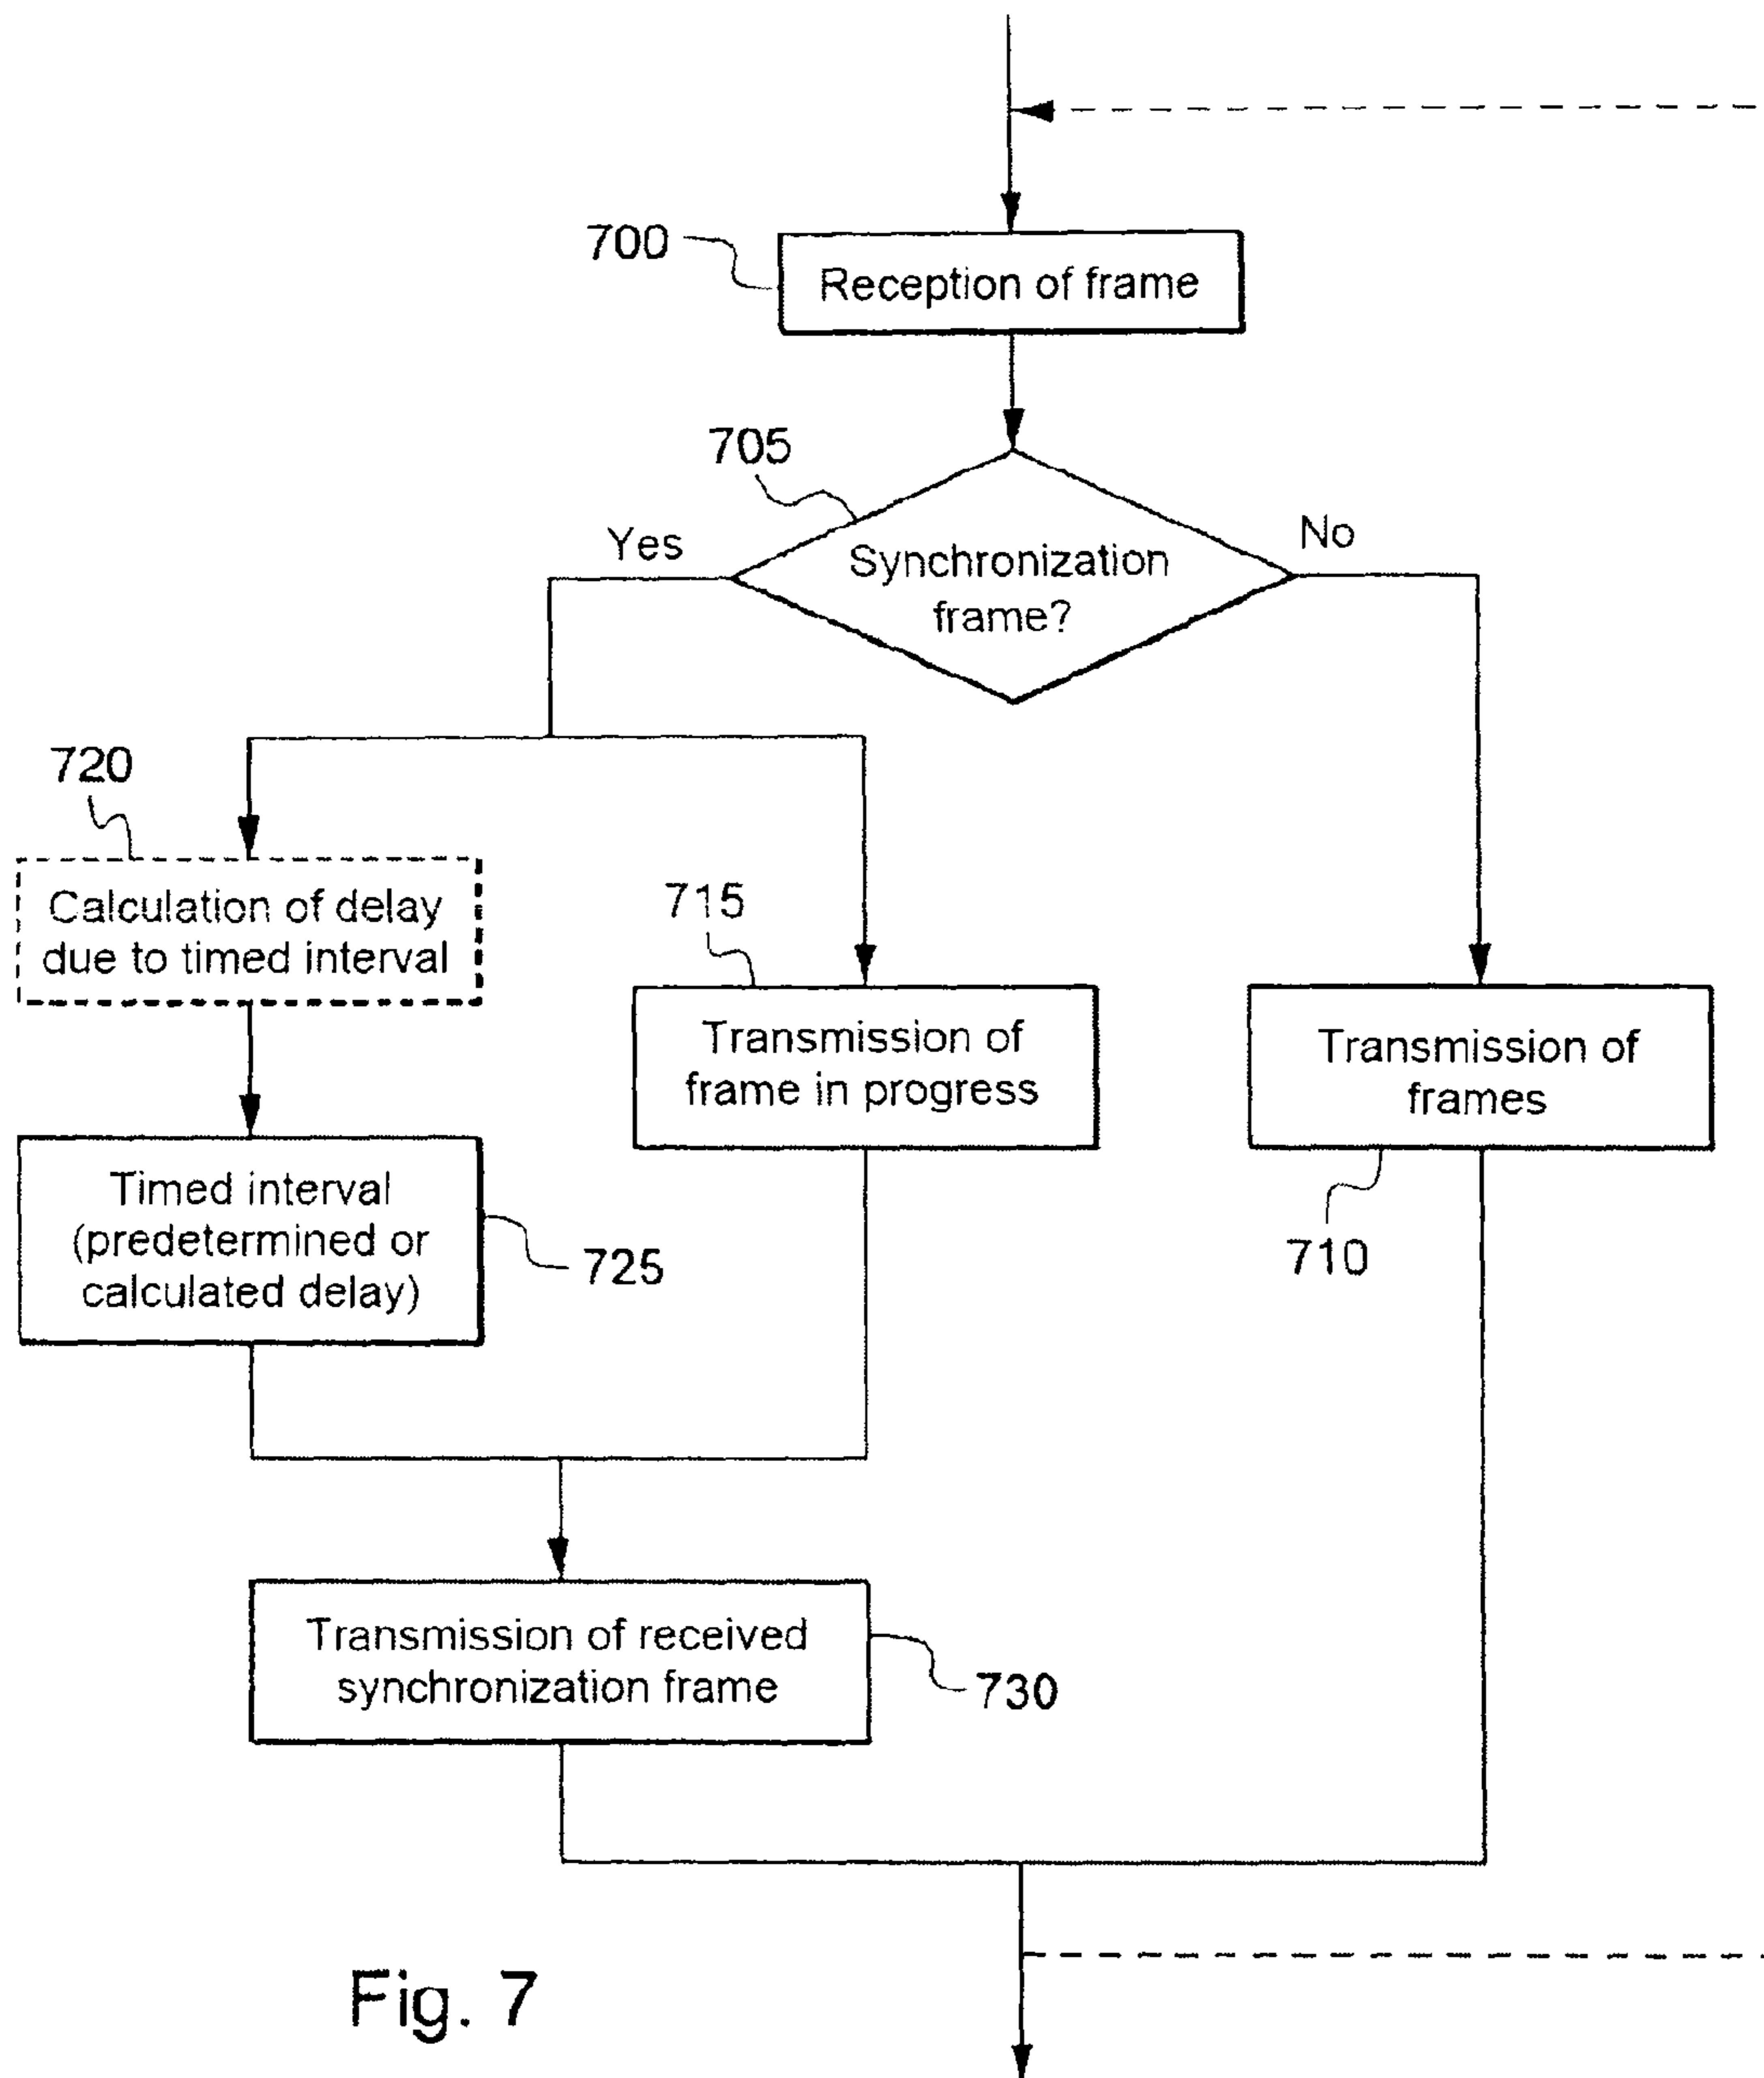 700
Reception of frame
705
Yes
No
Synchronization
frame?
720
Calculation of delay
due to timed interval
715
Transmission of
frame in progress
Transmission of
frames
710
Timed interval
(predetermined or
calculated delay)
725
Transmission of received
synchronization frame
730
Fig. 7